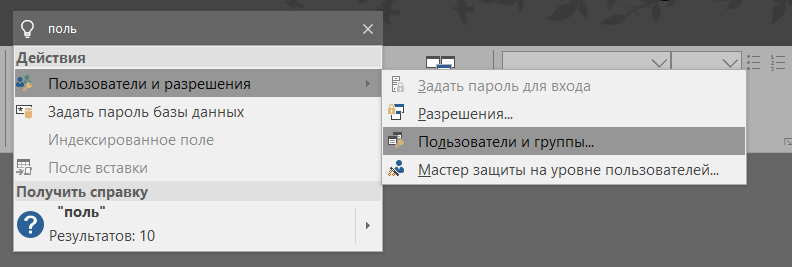 поль
Действия
Пользователи и разрешения
Задать пароль базы данных
Индексированное поле
После вставки
Получить справку
"поль"
Результатов: 10
Задать пароль для входа
Разрешения...
Пользователи и группы...
Мастер защиты на уровне пользователей...